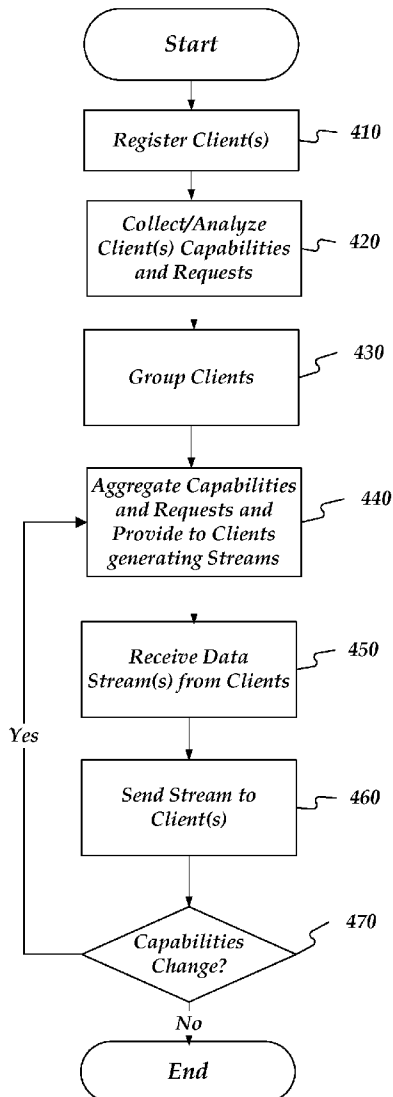 Start
Register Client(s)
410
Collect/Analyze
Client(s) Capabilities
and Requests
420
Group Clients
430
Aggregate Capabilities
and Requests and
Provide to Clients
generating Streams
440
Receive Data
Stream(s) from Clients
450
Send Stream to
Client(s)
460
Capabilities
Change?
470
Yes
No
End